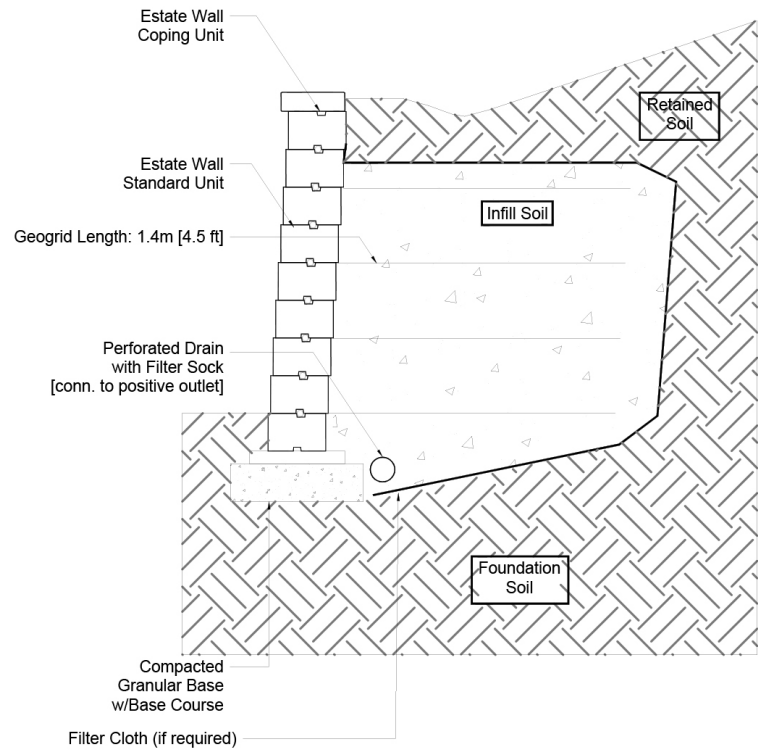 Estate Wall
Coping Unit
Retained
Soil
Estate Wall
Standard Unit
Infill Soil
Geogrid Length: 1.4m [4.5 ft]
Perforated Drain
with Filter Sock
[conn. to positive outlet]
Foundation
Soil
Compacted
Granular Base
w/Base Course
Filter Cloth (if required)